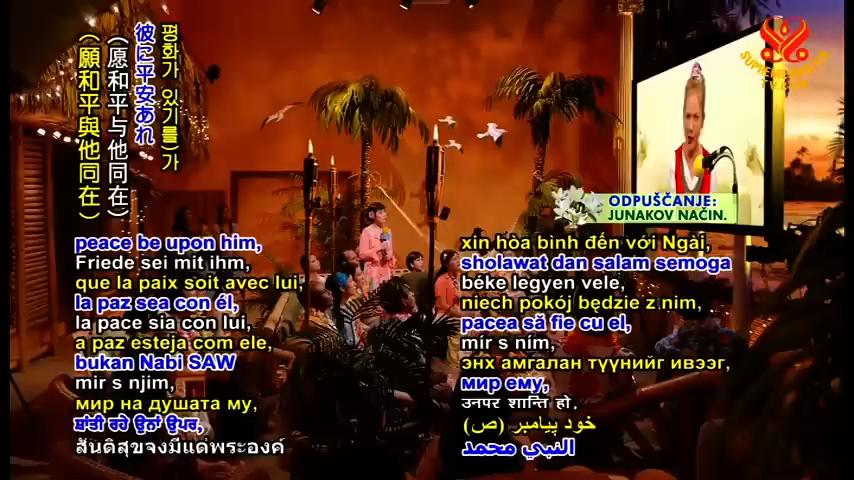 평화가 있기를)가
彼に平安あれ
（愿和平与他同在）
（願和平與他同在）
SUPREME MASTER
TV.COM
ODPUŠČANJE:
JUNAKOV NAČIN.
peace be upon him,
Friede sei mit ihm,
que la paix soit avec lui,
la paz sea con él,
la pace sia con lui,
a paz esteja com ele,
bukan Nabi SAW
mir s njim,
мир на душата му,
ਸ਼ਾਂਤੀ ਰਹੇ ਉਨਾਂ ਉਪਰ,
สันติสุขจงมีแด่พระองค์
xin hòa bình đến với Ngài,
sholawat dan salam semoga
béke legyen vele,
niech pokój będzie z nim,
pacea să fie cu el,
mír s ním,
энх амгалан түүнийг ивээг,
мир ему,
उनपर शान्ति हो,
خود پیامبر (ص)
النبي محمد